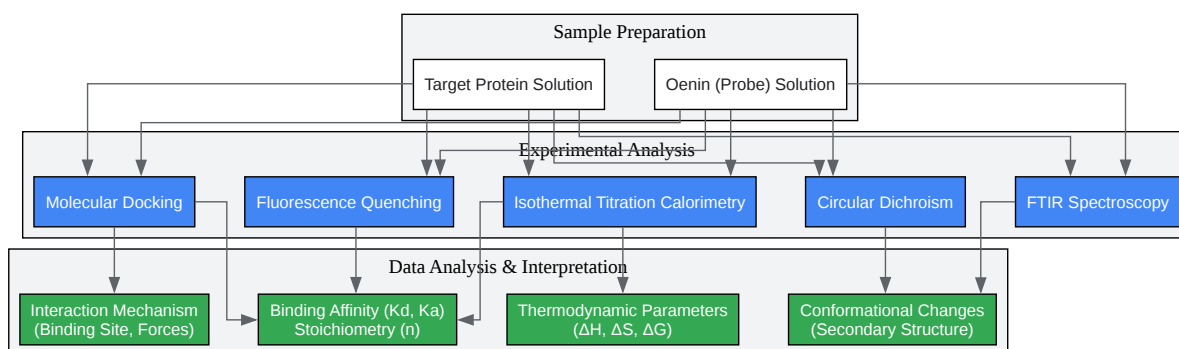 Sample Preparation
Target Protein Solution
Oenin (Probe) Solution
Experimental Analysis
Molecular Docking
Fluorescence Quenching
Isothermal Titration Calorimetry
Circular Dichroism
FTIR Spectroscopy
Data Analysis & Interpretation
Interaction Mechanism
(Binding Site, Forces)
Binding Affinity (Kd, Ka)
Stoichiometry (n)
Thermodynamic Parameters
(ΔH, ΔS, ΔG)
Conformational Changes
(Secondary Structure)